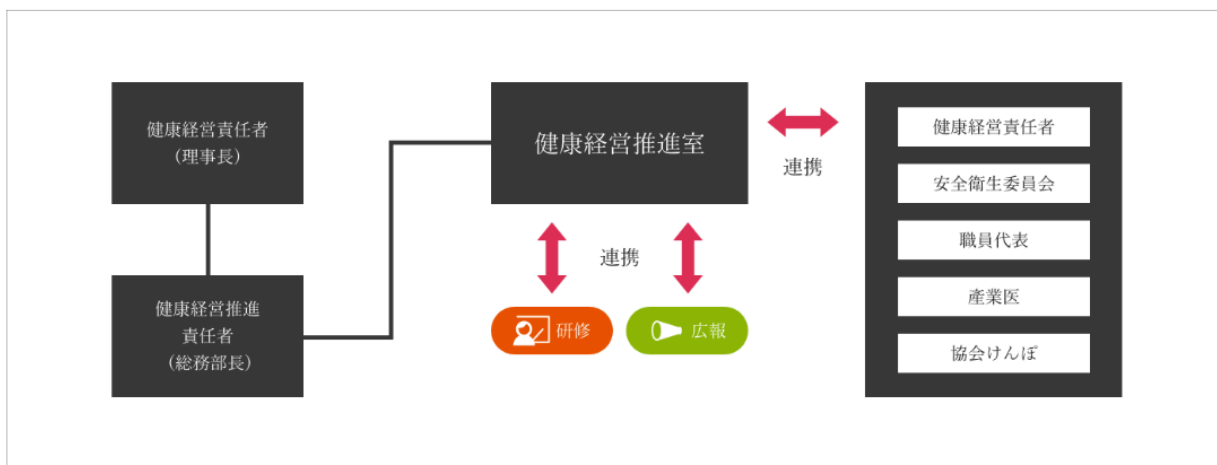 健康経営責任者
(理事長)
健康経営推進
責任者
(総務部長)
健康経営推進室
連携
研修
広報
連携
健康経営責任者
安全衛生委員会
職員代表
産業医
協会けんぽ